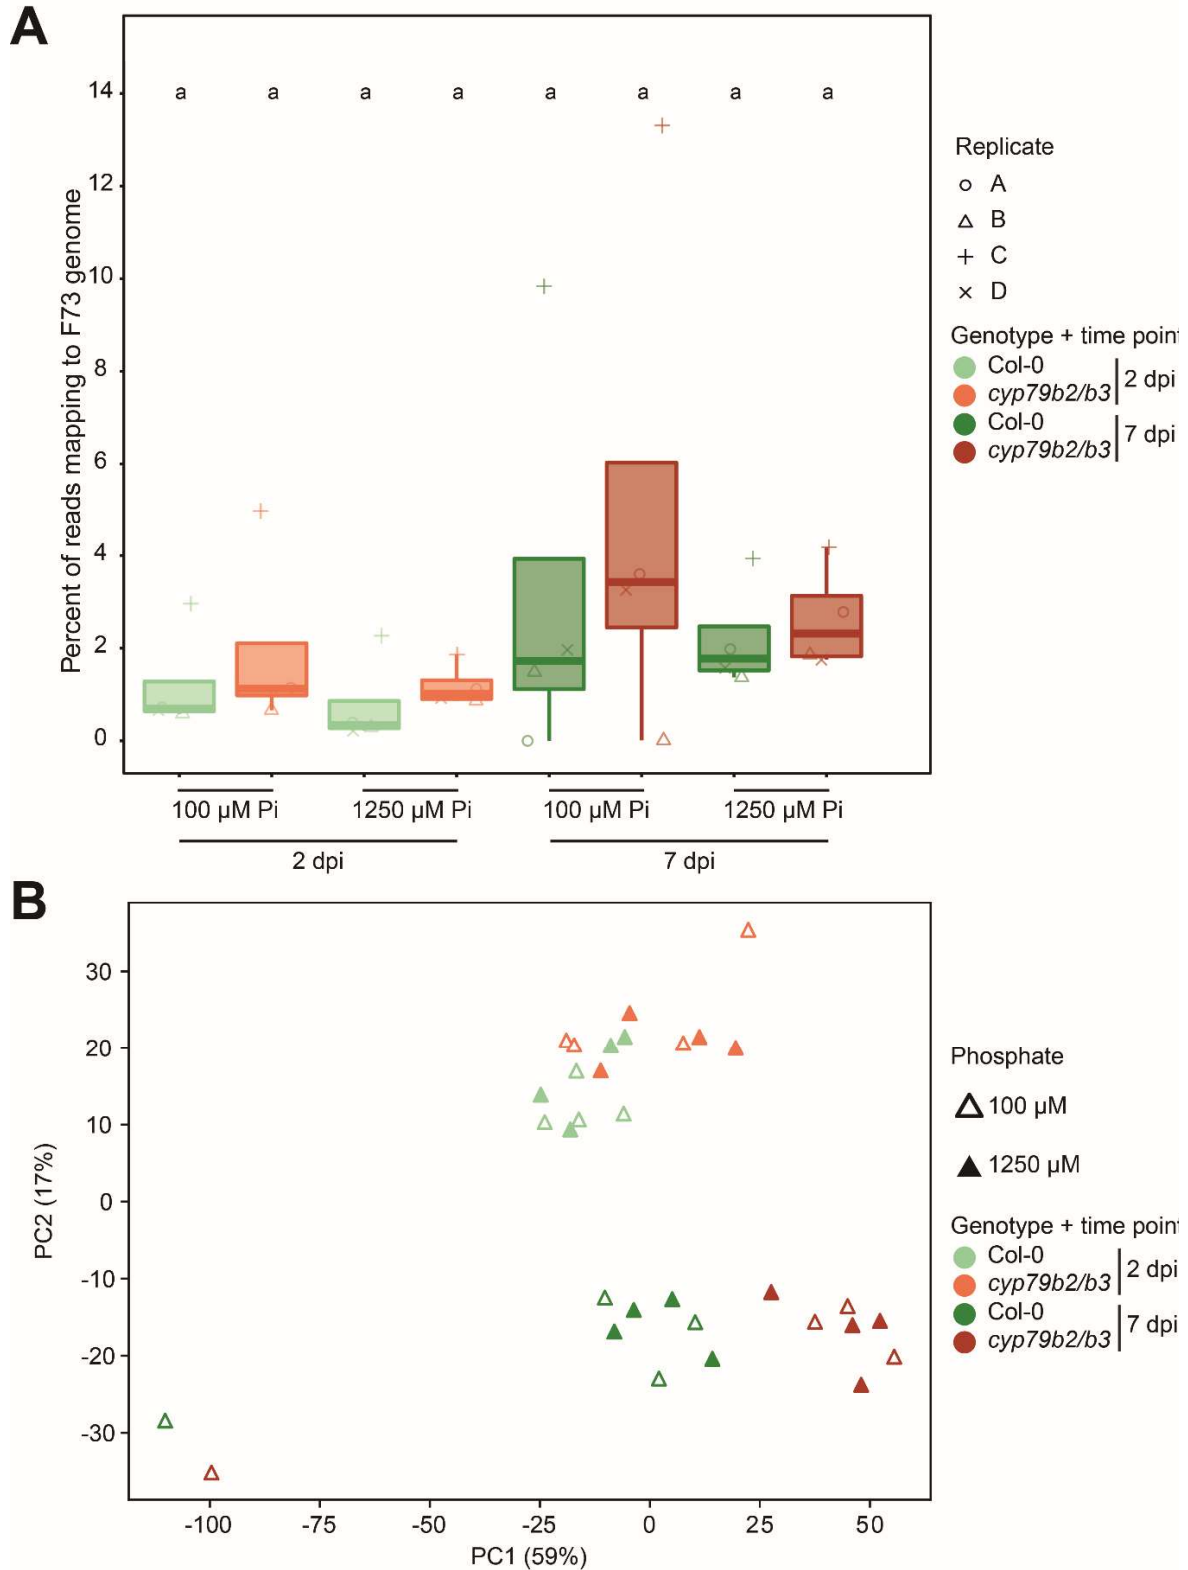 A
Percent of reads mapping to F73 genome
14
12
10
8
6
4
2
0
a a a a a a a a
100 µM Pi 1250 µM Pi 100 µM Pi 1250 µM Pi
2 dpi 7 dpi
Replicate
A
B
C
D
Genotype + time point
Col-0
cyp79b2/b3
2 dpi
Col-0
cyp79b2/b3
7 dpi
B
PC2 (17%)
30
20
10
0
-10
-20
-30
-100 -75 -50 -25 0 25 50
PC1 (59%)
Phosphate
100 µM
1250 µM
Genotype + time point
Col-0
cyp79b2/b3
2 dpi
Col-0
cyp79b2/b3
7 dpi